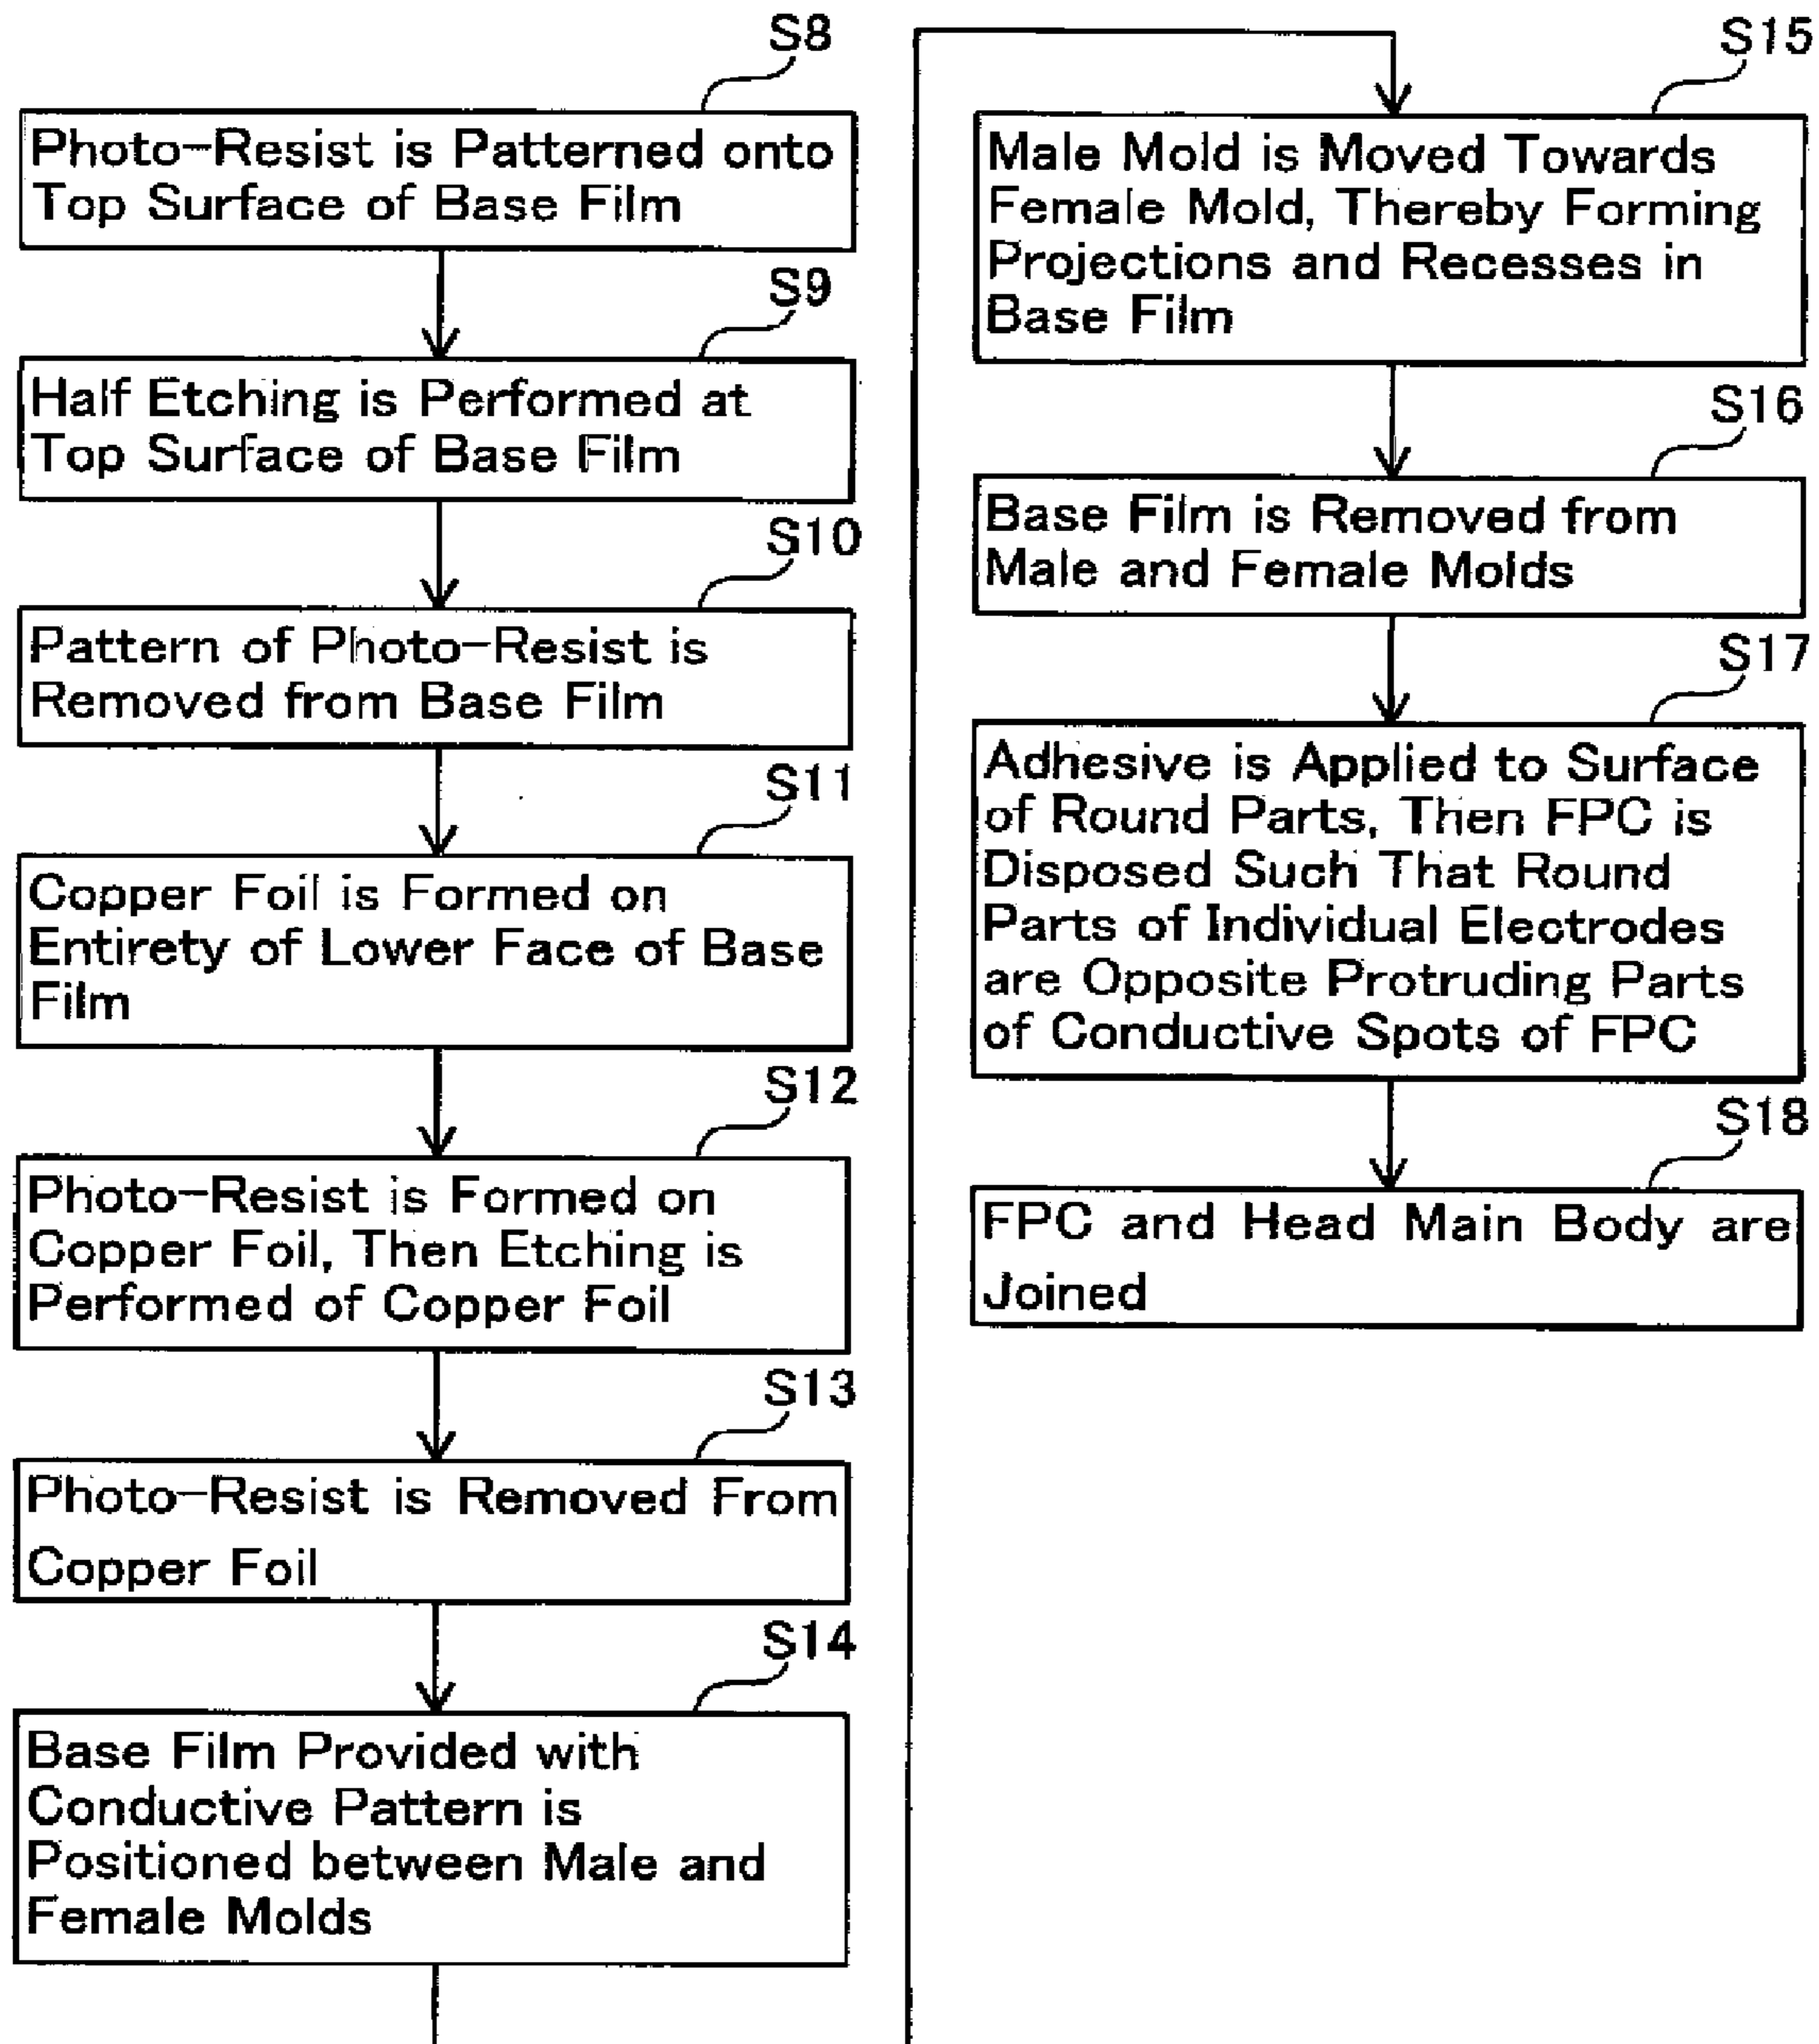 S8
Photo-Resist is Patterned onto
Top Surface of Base Film
S9
Half Etching is Performed at
Top Surface of Base Film
S10
Pattern of Photo-Resist is
Removed from Base Film
S11
Copper Foil is Formed on
Entirety of Lower Face of Base
Film
S12
Photo-Resist is Formed on
Copper Foil, Then Etching is
Performed of Copper Foil
S13
Photo-Resist is Removed From
Copper Foil
S14
Base Film Provided with
Conductive Pattern is
Positioned between Male and
Female Molds
S15
Male Mold is Moved Towards
Female Mold, Thereby Forming
Projections and Recesses in
Base Film
S16
Base Film is Removed from
Male and Female Molds
S17
Adhesive is Applied to Surface
of Round Parts, Then FPC is
Disposed Such That Round
Parts of Individual Electrodes
are Opposite Protruding Parts
of Conductive Spots of FPC
S18
FPC and Head Main Body are
Joined